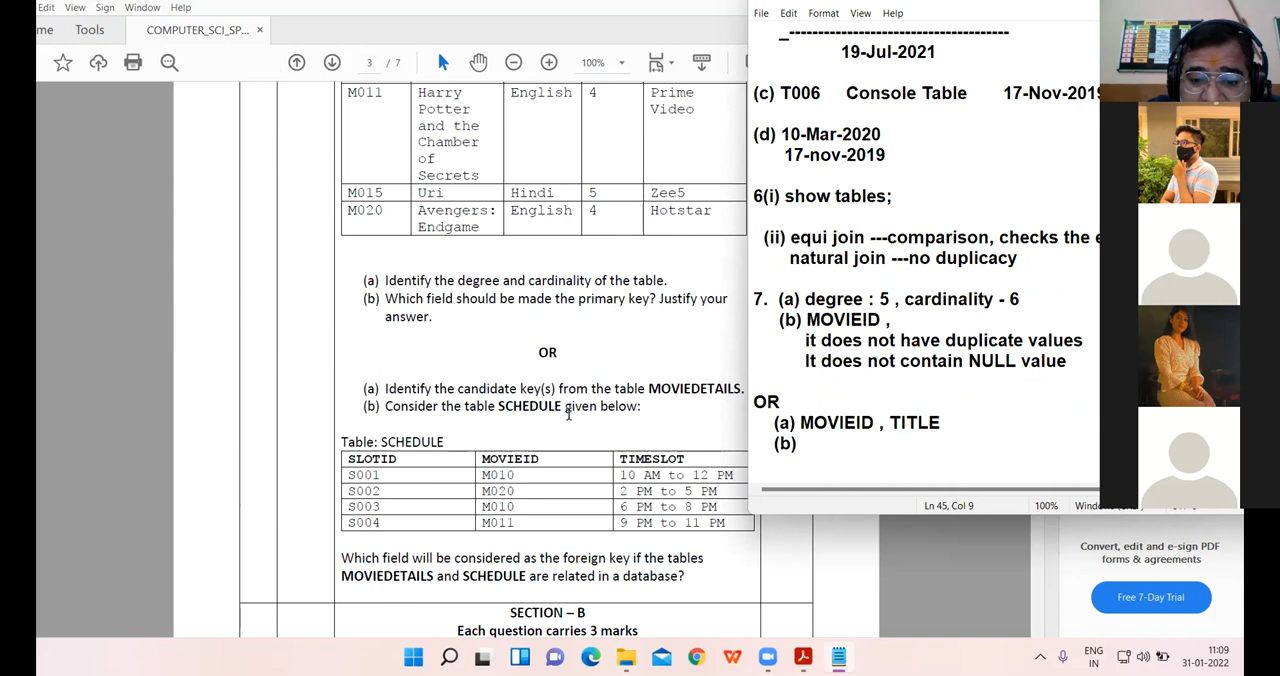 Edit View Sign Window Help
me Tools COMPUTER_SCI_SP... ×
3 / 7 100%
M011 Harry Potter and the Chamber of Secrets English 4 Prime Video
M015 Uri Hindi 5 Zee5
M020 Avengers: Endgame English 4 Hotstar
(a) Identify the degree and cardinality of the table.
(b) Which field should be made the primary key? Justify your
answer.
OR
(a) Identify the candidate key(s) from the table MOVIEDETAILS.
(b) Consider the table SCHEDULE given below:
Table: SCHEDULE
SLOTID MOVIEID TIMESLOT
S001 M010 10 AM to 12 PM
S002 M020 2 PM to 5 PM
S003 M010 6 PM to 8 PM
S004 M011 9 PM to 11 PM
Which field will be considered as the foreign key if the tables
MOVIEDETAILS and SCHEDULE are related in a database?
SECTION – B
Each question carries 3 marks
File Edit Format View Help
_--------------------------------------
19-Jul-2021
(c) T006 Console Table 17-Nov-2019
(d) 10-Mar-2020
17-nov-2019
6(i) show tables;
(ii) equi join ---comparison, checks the e
natural join ---no duplicacy
7. (a) degree : 5 , cardinality - 6
(b) MOVIEID ,
it does not have duplicate values
It does not contain NULL value
OR
(a) MOVIEID , TITLE
(b)
Ln 45, Col 9 100%
Convert, edit and e-sign PDF
forms & agreements
Free 7-Day Trial
ENG
IN
11:09
31-01-2022